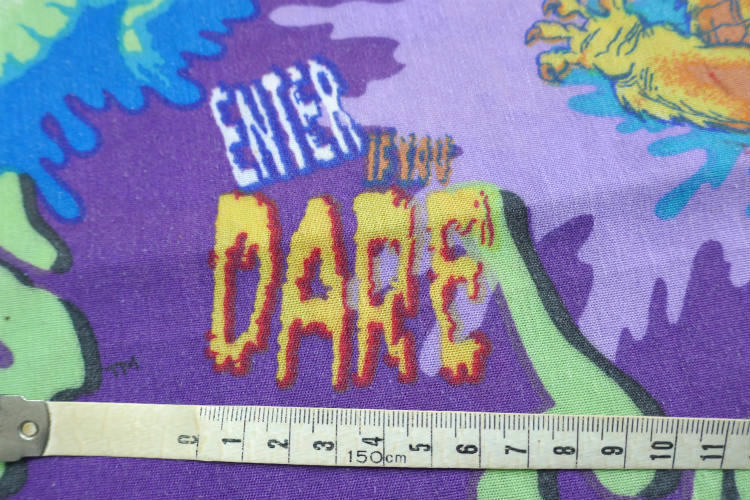 ENTER
IF YOU
DARE
0 1 2 3 4 5 6 7 8 9 10 11
150cm